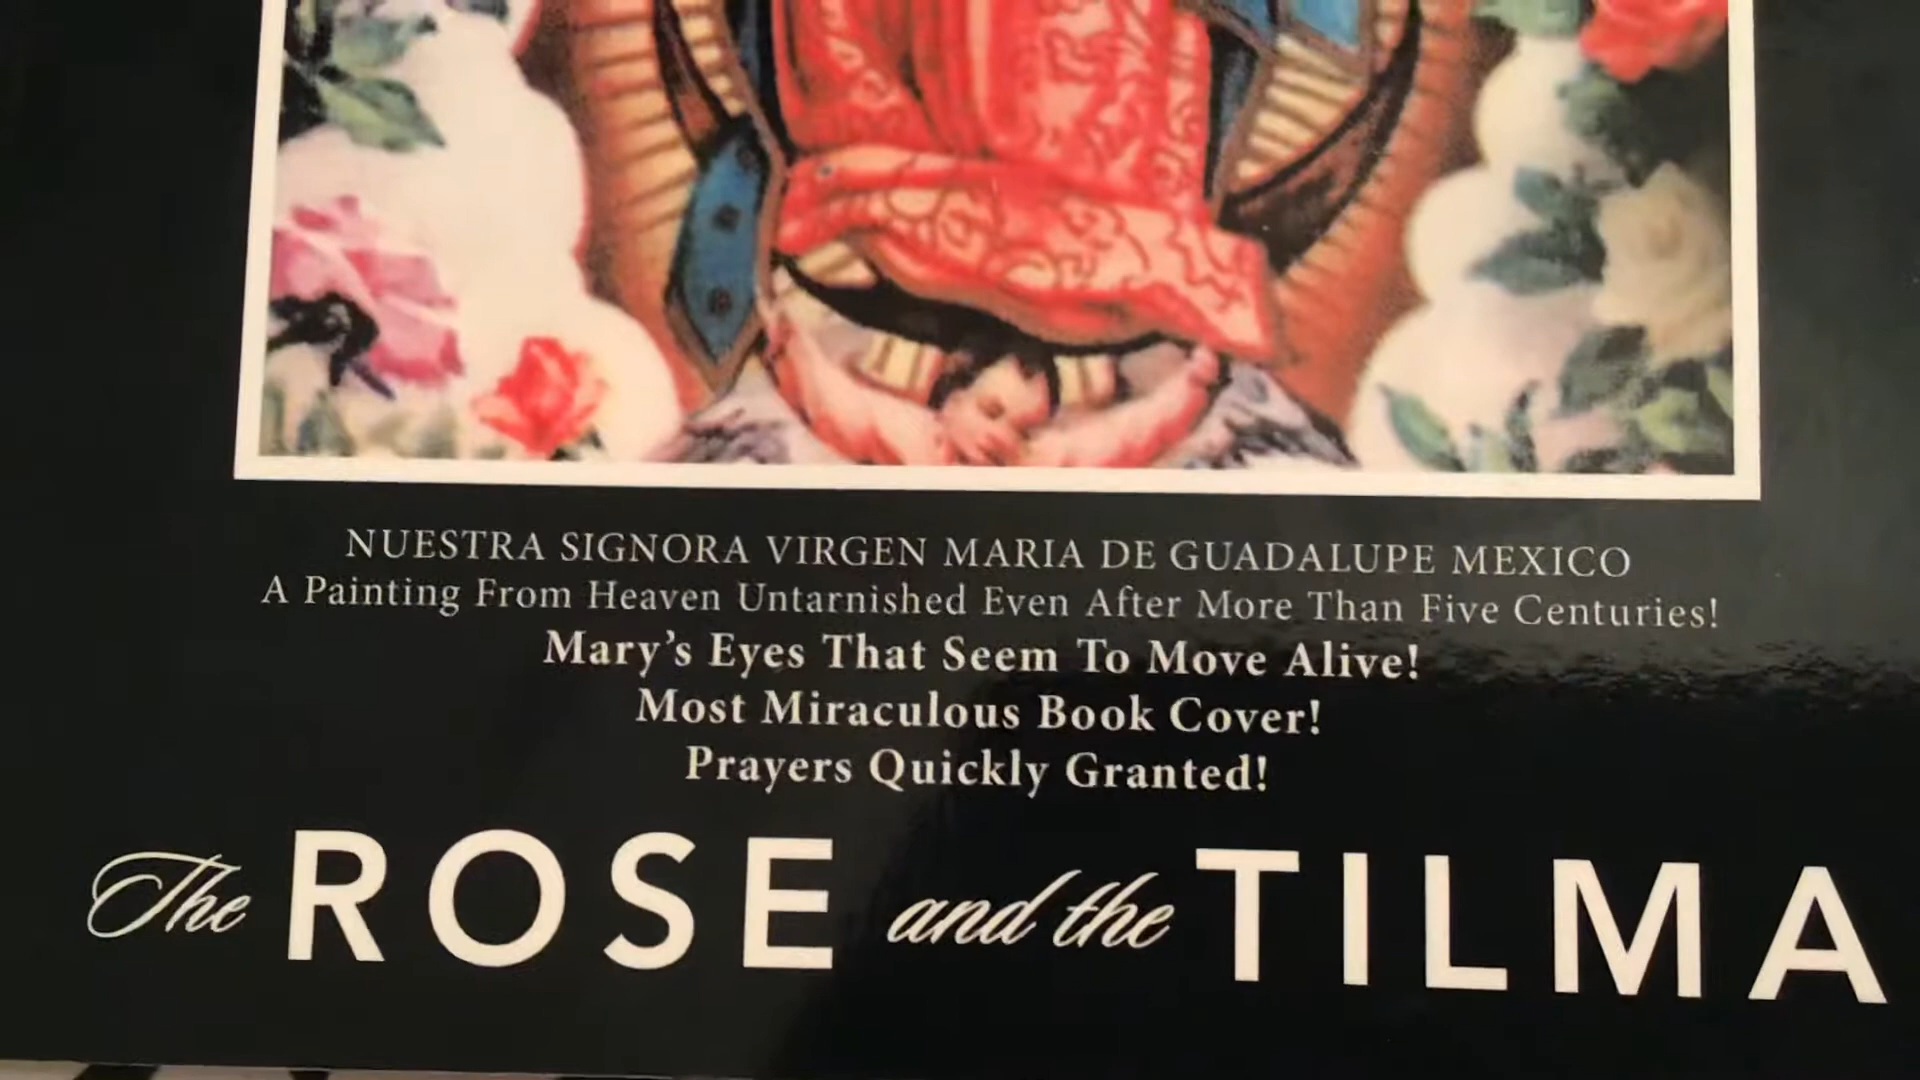 NUESTRA SIGNORA VIRGEN MARIA DE GUADALUPE MEXICO
A Painting From Heaven Untarnished Even After More Than Five Centuries!
Mary's Eyes That Seem To Move Alive!
Most Miraculous Book Cover!
Prayers Quickly Granted!
The ROSE and the TILMA